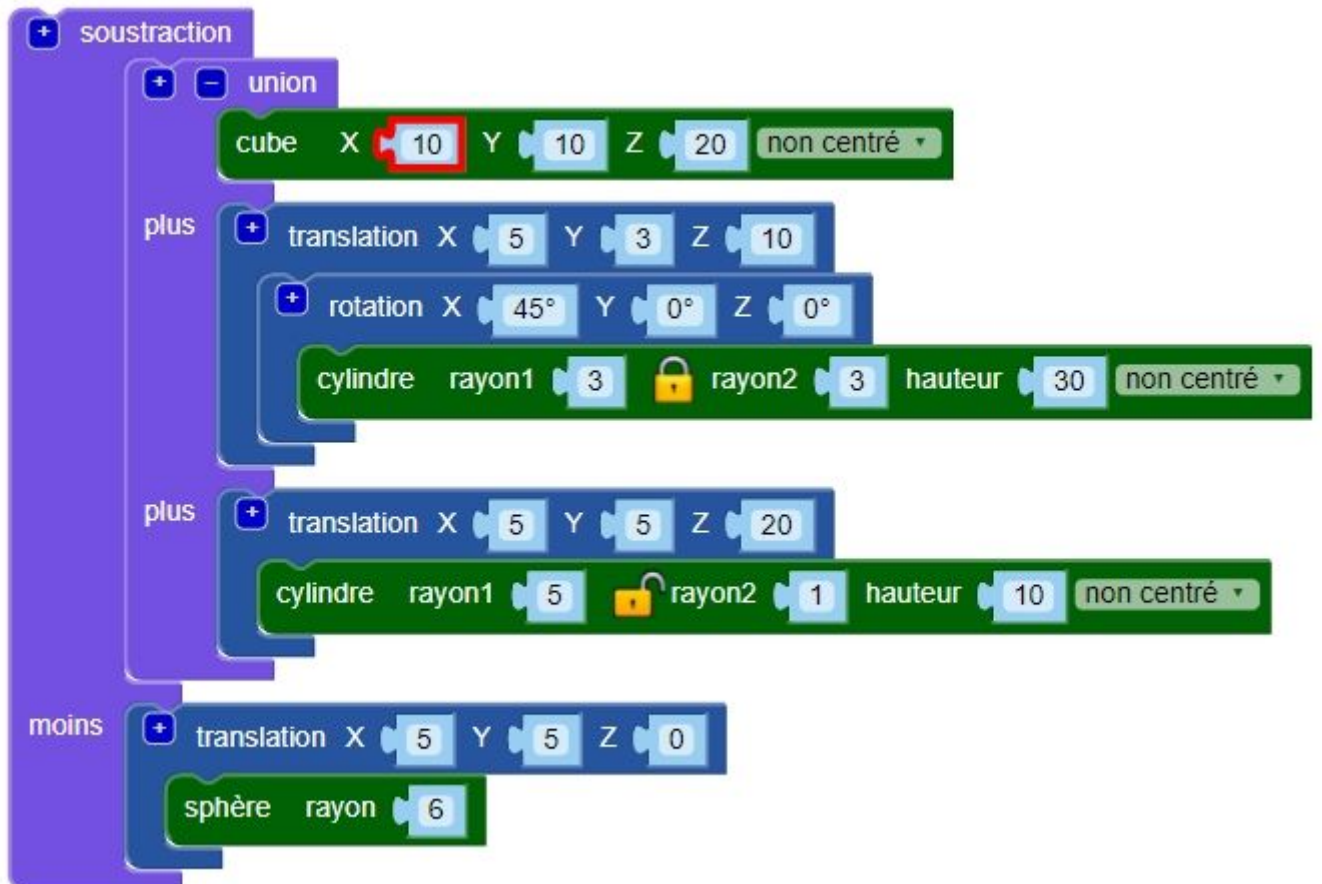 + soustraction
+ − union
cube X 10 Y 10 Z 20 non centré ▾
plus + translation X 5 Y 3 Z 10
+ rotation X 45° Y 0° Z 0°
cylindre rayon1 3 rayon2 3 hauteur 30 non centré ▾
plus + translation X 5 Y 5 Z 20
cylindre rayon1 5 rayon2 1 hauteur 10 non centré ▾
moins + translation X 5 Y 5 Z 0
sphère rayon 6